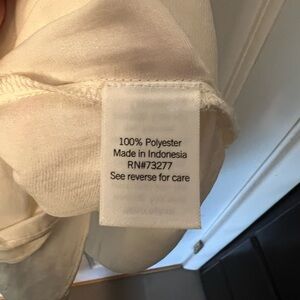 100% Polyester
Made in Indonesia
RN#73277
See reverse for care